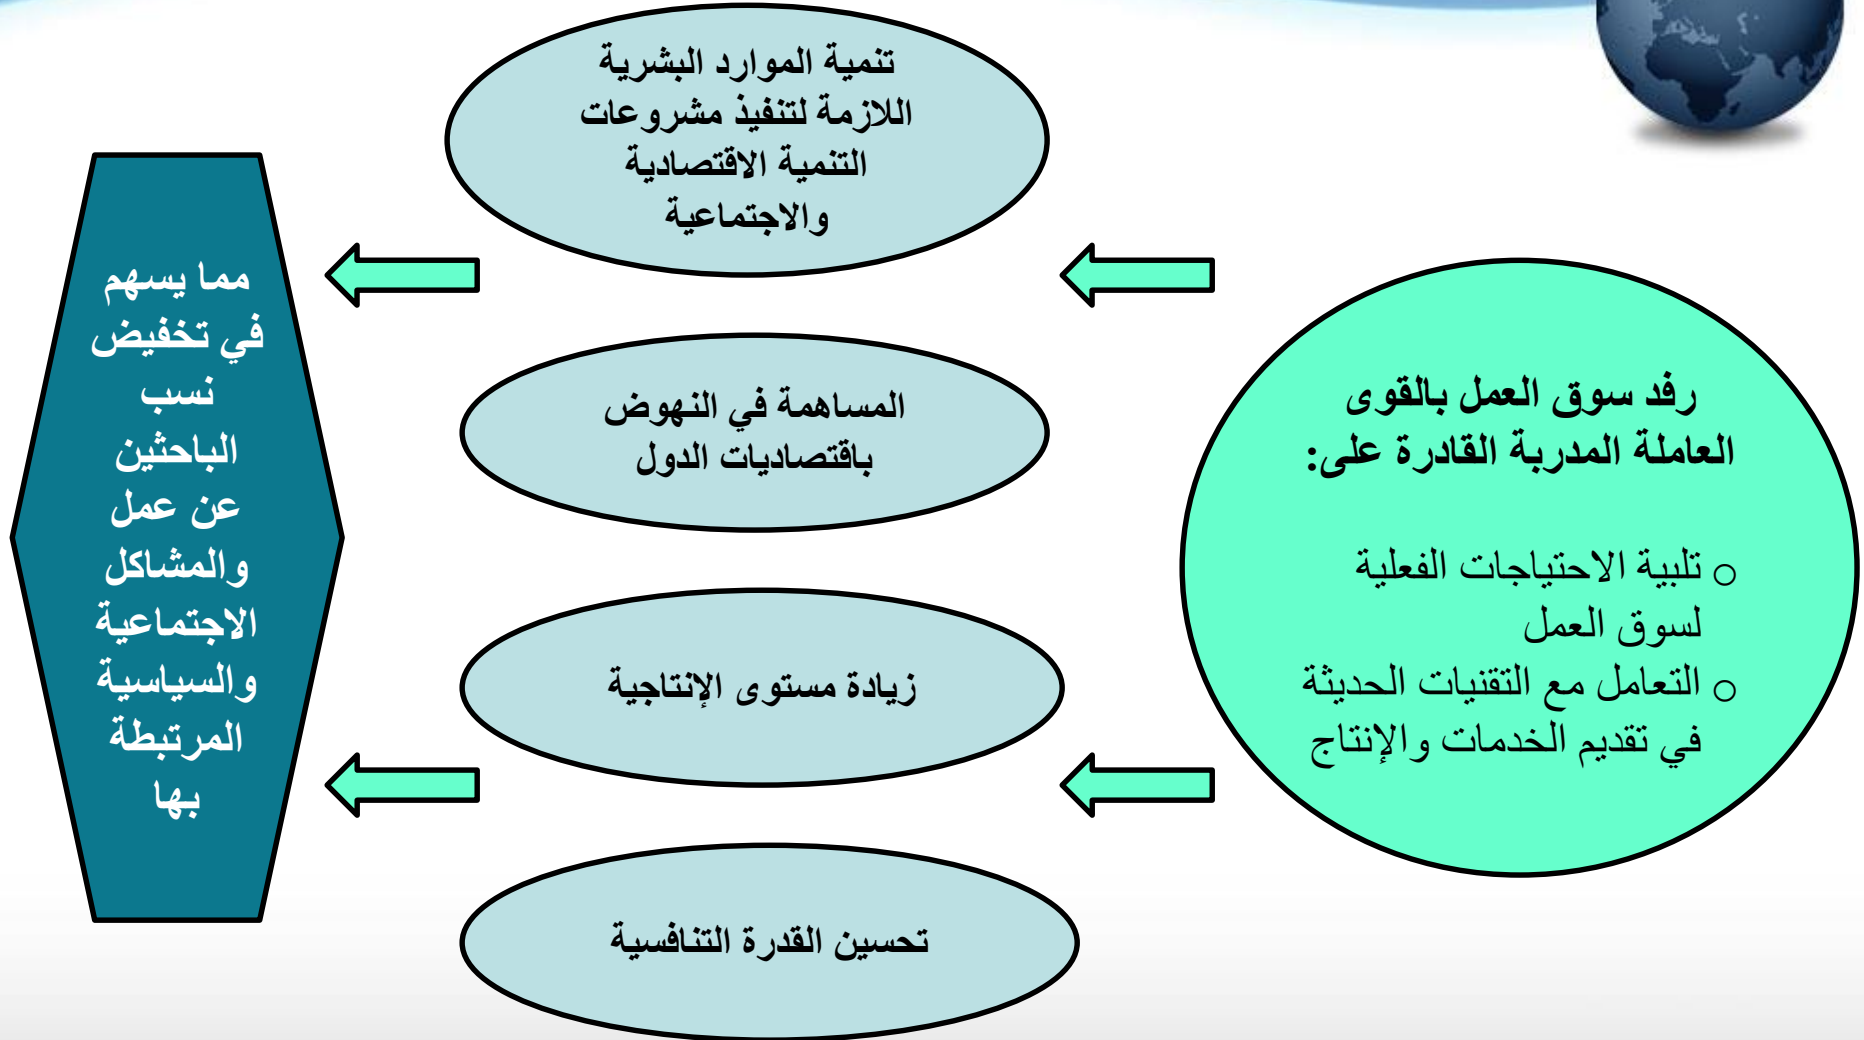 رفد سوق العمل بالقوى
العاملة المدربة القادرة على:
o تلبية الاحتياجات الفعلية
لسوق العمل
o التعامل مع التقنيات الحديثة
في تقديم الخدمات والإنتاج
تنمية الموارد البشرية
اللازمة لتنفيذ مشروعات
التنمية الاقتصادية
والاجتماعية
المساهمة في النهوض
باقتصاديات الدول
زيادة مستوى الإنتاجية
تحسين القدرة التنافسية
مما يسهم
في تخفيض
نسب
الباحثين
عن عمل
والمشاكل
الاجتماعية
والسياسية
المرتبطة
بها